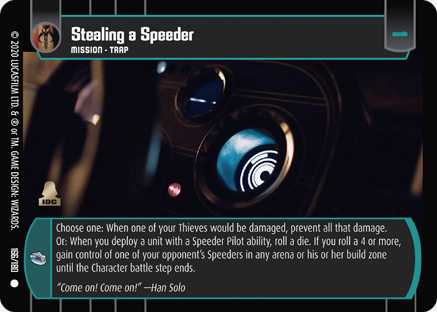 Stealing a Speeder
MISSION • TRAP
© 2020 LUCASFILM LTD. & ® or TM. GAME DESIGN: WIZARDS.
IDC
Choose one: When one of your Thieves would be damaged, prevent all that damage.
Or: When you deploy a unit with a Speeder Pilot ability, roll a die. If you roll a 4 or more,
gain control of one of your opponent's Speeders in any arena or his or her build zone
until the Character battle step ends.
"Come on! Come on!" —Han Solo